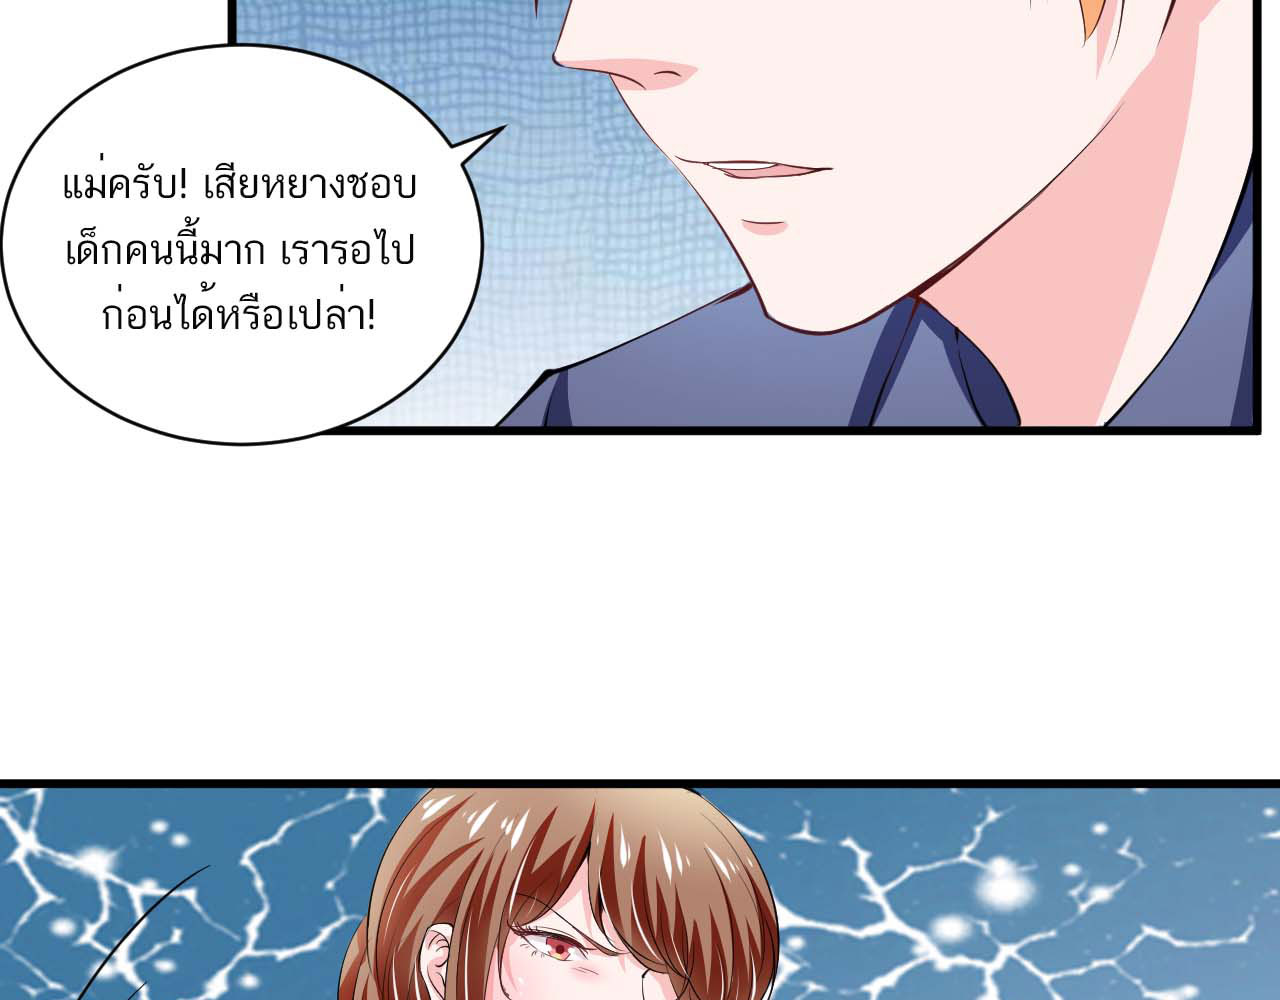 แม่ครับ! เสียหยางชอบ
เด็กคนนี้มาก เรารอไป
ก่อนได้หรือเปล่า!